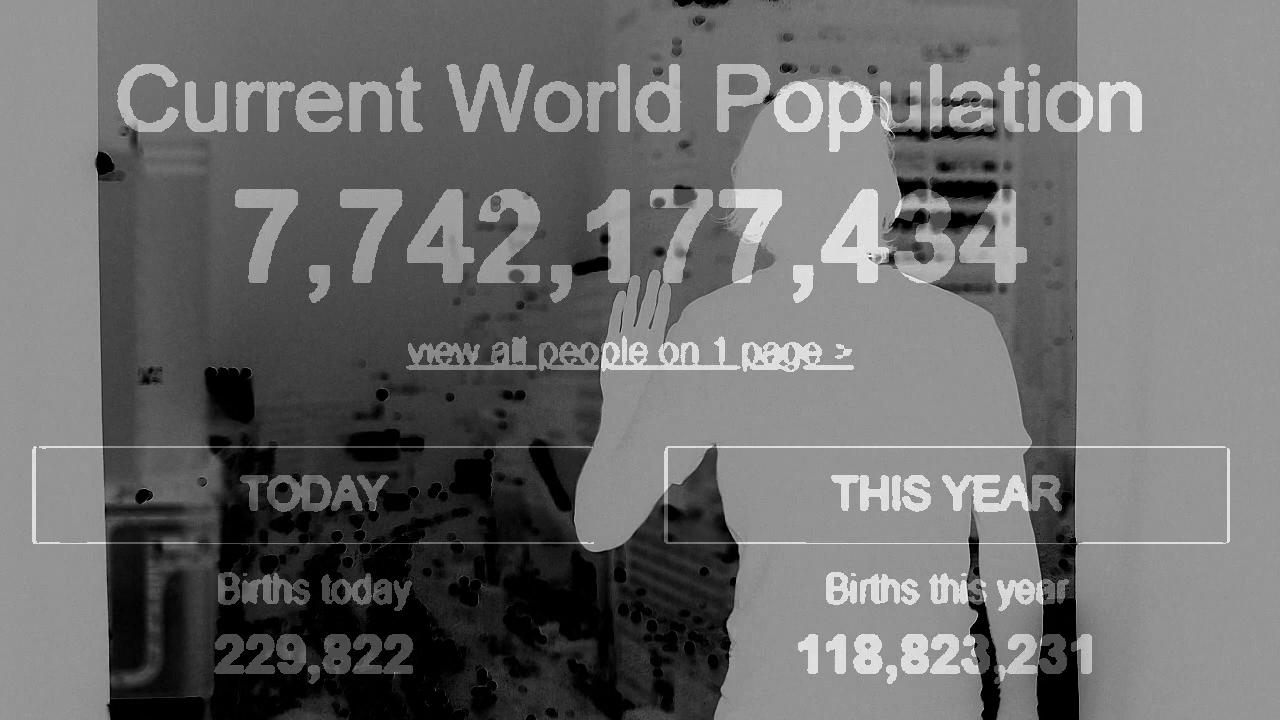 Current World Population
7,742,177,434
view all people on 1 page >
TODAY
THIS YEAR
Births today
Births this year
229,822
118,823,231